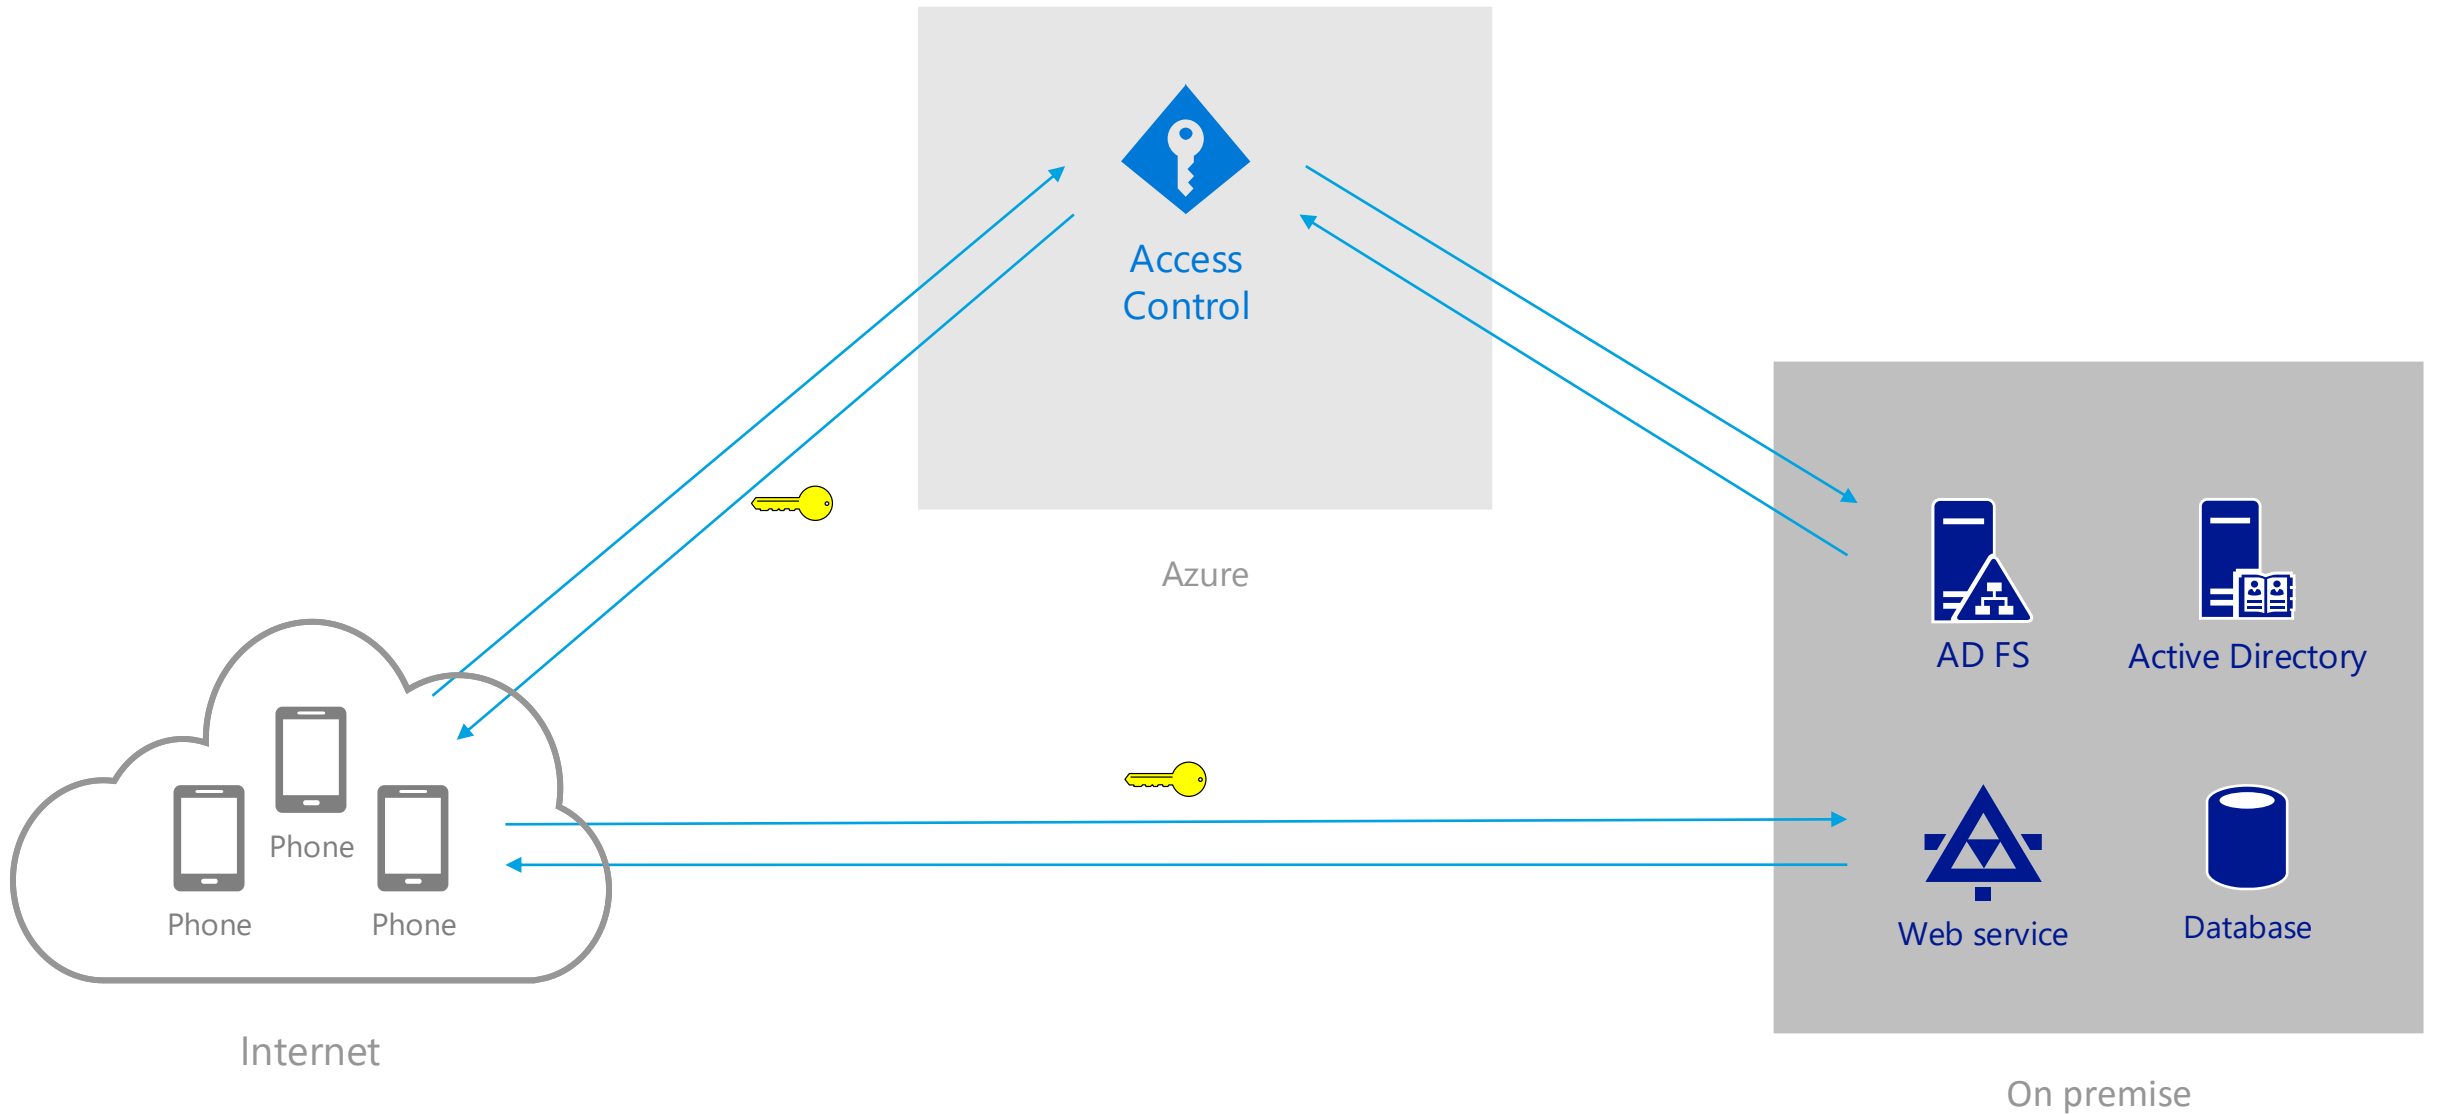 Access
Control
Azure
AD FS
Active Directory
Phone
Phone
Phone
Web service
Database
Internet
On premise